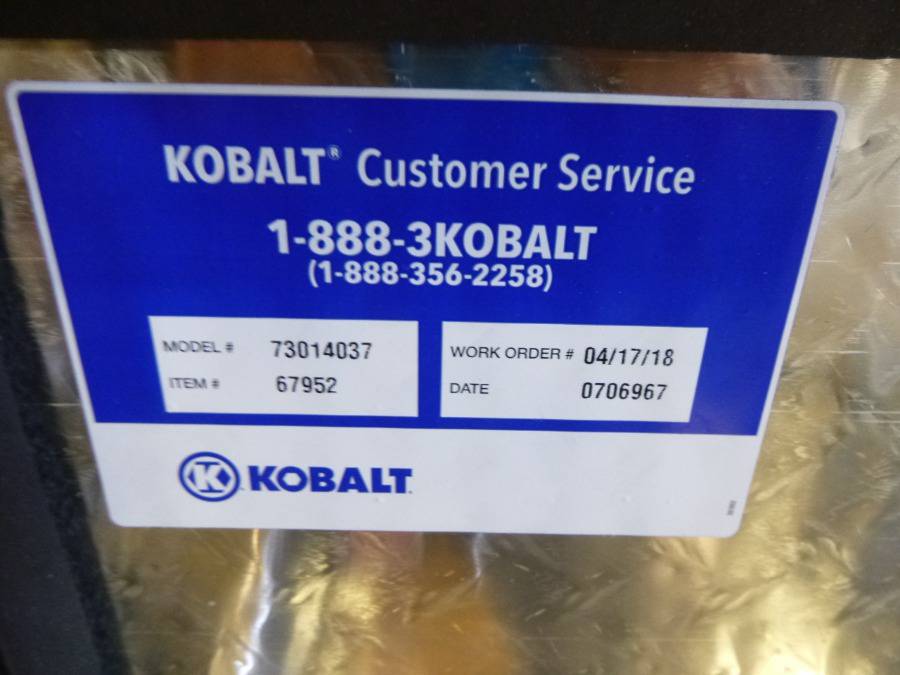 KOBALT® Customer Service
1-888-3KOBALT
(1-888-356-2258)
MODEL # 73014037
ITEM # 67952
WORK ORDER # 04/17/18
DATE 0706967
K KOBALT